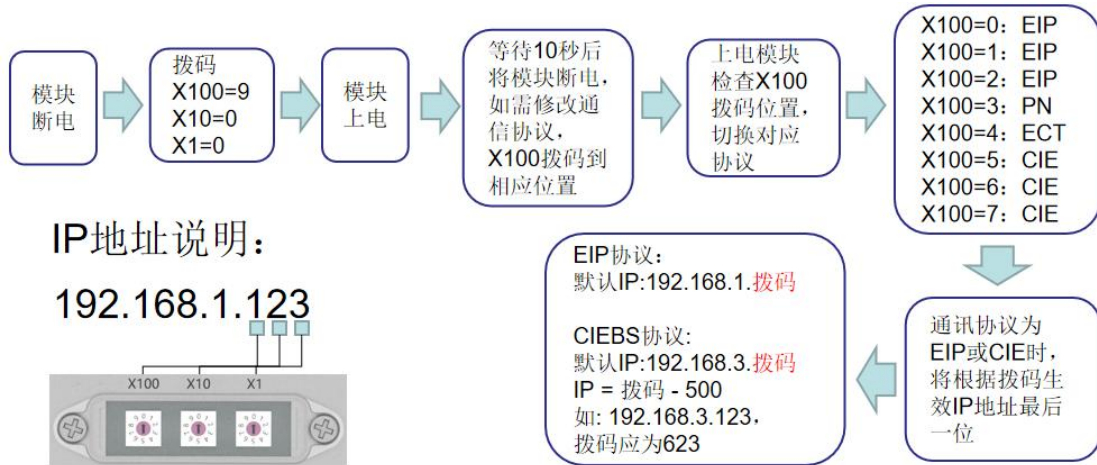 模块
断电
拨码
X100=9
X10=0
X1=0
模块
上电
等待10秒后
将模块断电,
如需修改通
信协议,
X100拨码到
相应位置
上电模块
检查X100
拨码位置,
切换对应
协议
X100=0: EIP
X100=1: EIP
X100=2: EIP
X100=3: PN
X100=4: ECT
X100=5: CIE
X100=6: CIE
X100=7: CIE
通讯协议为
EIP或CIE时,
将根据拨码生
效IP地址最后
一位
EIP协议:
默认IP:192.168.1.拨码
CIEBS协议:
默认IP:192.168.3.拨码
IP = 拨码 - 500
如: 192.168.3.123,
拨码应为623
IP地址说明:
192.168.1.123
X100 X10 X1